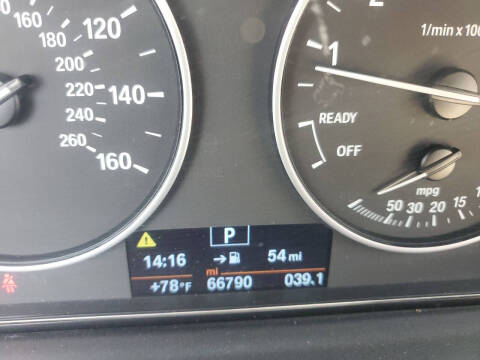 160 120
180
200
220 140
240
260
160
2
1/min x 100
1
READY
OFF
mpg
50 30 20 15
P
14:16 → 54 mi
mi
+78°F 66790 039.1